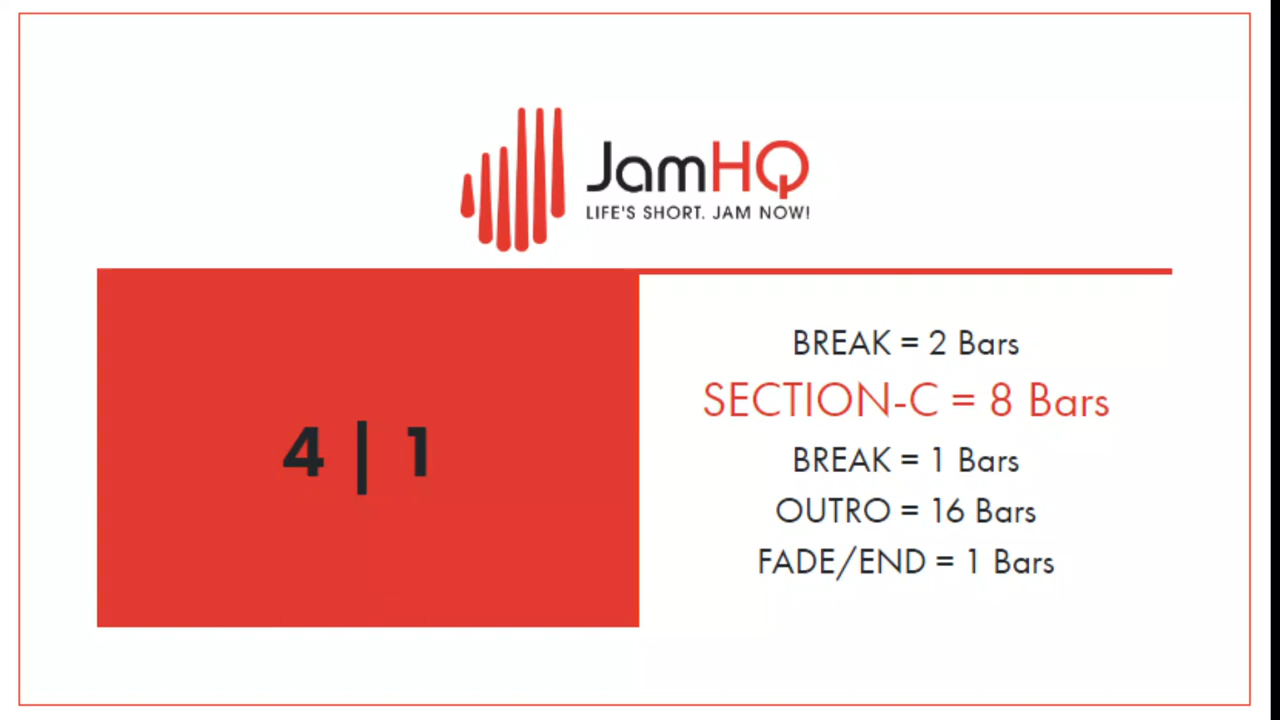 JamHQ
LIFE'S SHORT. JAM NOW!
4 | 1
BREAK = 2 Bars
SECTION-C = 8 Bars
BREAK = 1 Bars
OUTRO = 16 Bars
FADE/END = 1 Bars